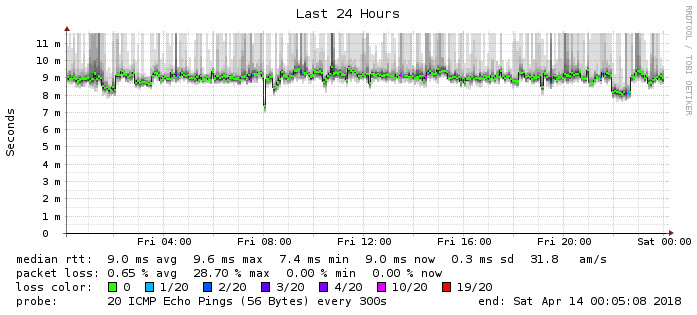 Last 24 Hours
RRDTOOL / TOBI OETIKER
Seconds
11 m
10 m
9 m
8 m
7 m
6 m
5 m
4 m
3 m
2 m
1 m
0
Fri 04:00 Fri 08:00 Fri 12:00 Fri 16:00 Fri 20:00 Sat 00:00
median rtt: 9.0 ms avg 9.6 ms max 7.4 ms min 9.0 ms now 0.3 ms sd 31.8 am/s
packet loss: 0.65 % avg 28.70 % max 0.00 % min 0.00 % now
loss color: 0 1/20 2/20 3/20 4/20 10/20 19/20
probe: 20 ICMP Echo Pings (56 Bytes) every 300s end: Sat Apr 14 00:05:08 2018